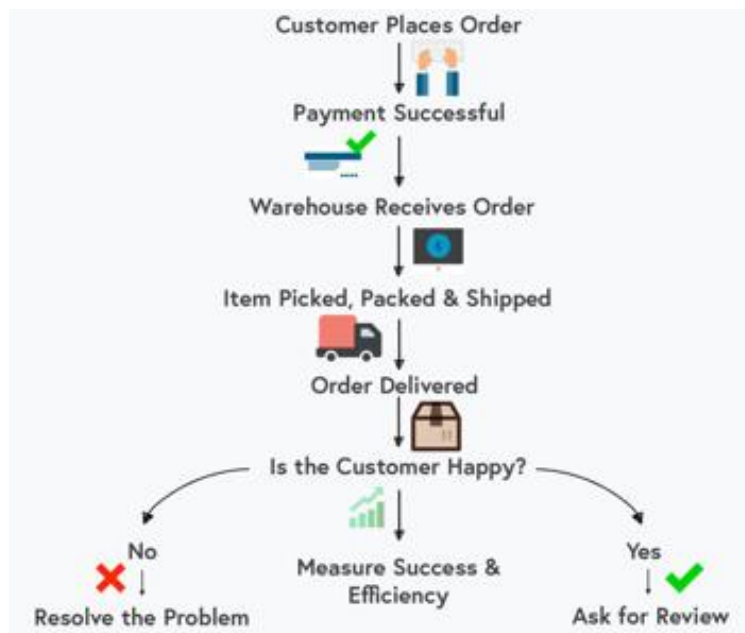 Customer Places Order
Payment Successful
Warehouse Receives Order
Item Picked, Packed & Shipped
Order Delivered
Is the Customer Happy?
No
Resolve the Problem
Measure Success &
Efficiency
Yes
Ask for Review